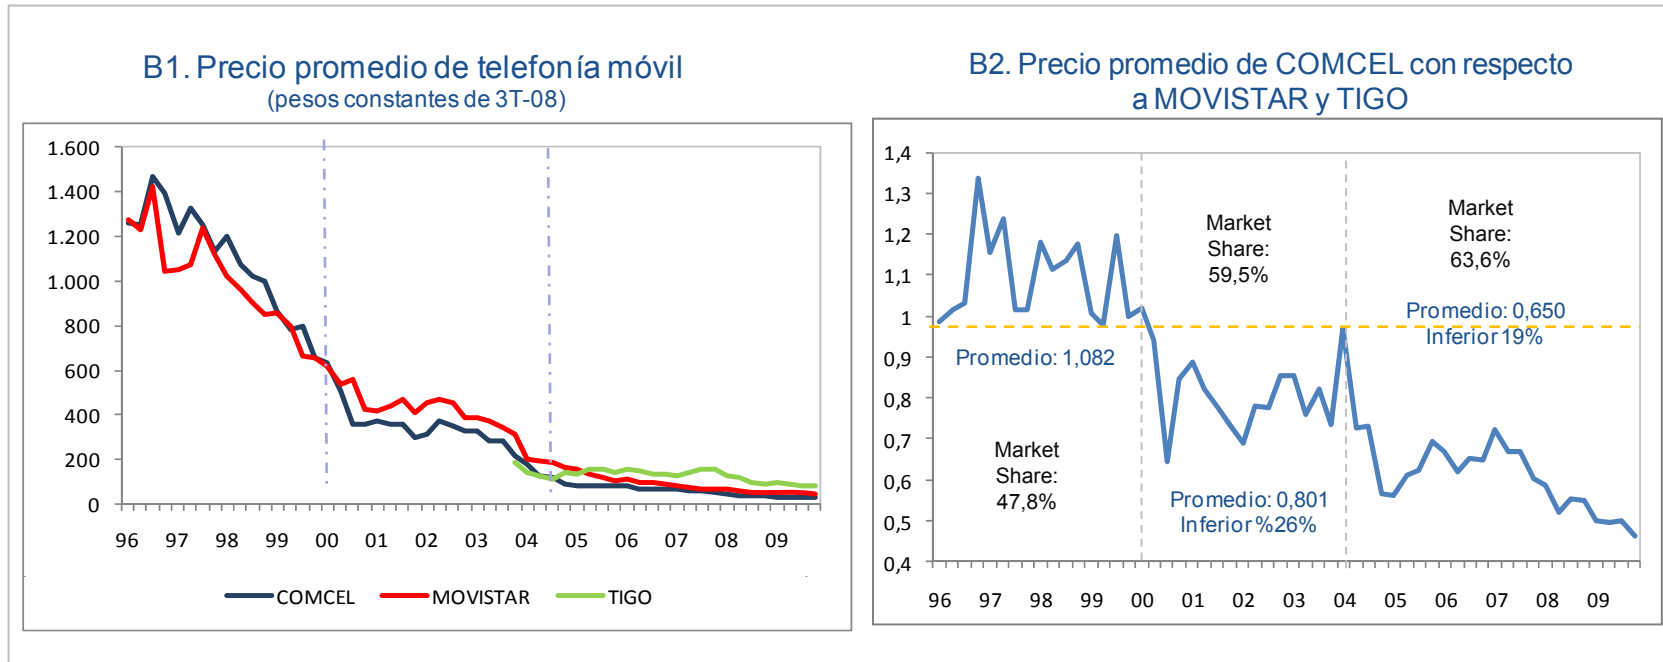 B1. Precio promedio de telefonía móvil
(pesos constantes de 3T-08)
1.600
1.400
1.200
1.000
800
600
400
200
0
96 97 98 99 00 01 02 03 04 05 06 07 08 09
COMCEL MOVISTAR TIGO
B2. Precio promedio de COMCEL con respecto
a MOVISTAR y TIGO
1,4
1,3
1,2
1,1
1
0,9
0,8
0,7
0,6
0,5
0,4
Market
Share:
59,5%
Market
Share:
63,6%
Promedio: 0,650
Inferior 19%
Promedio: 1,082
Market
Share:
47,8%
Promedio: 0,801
Inferior %26%
96 97 98 99 00 01 02 03 04 05 06 07 08 09